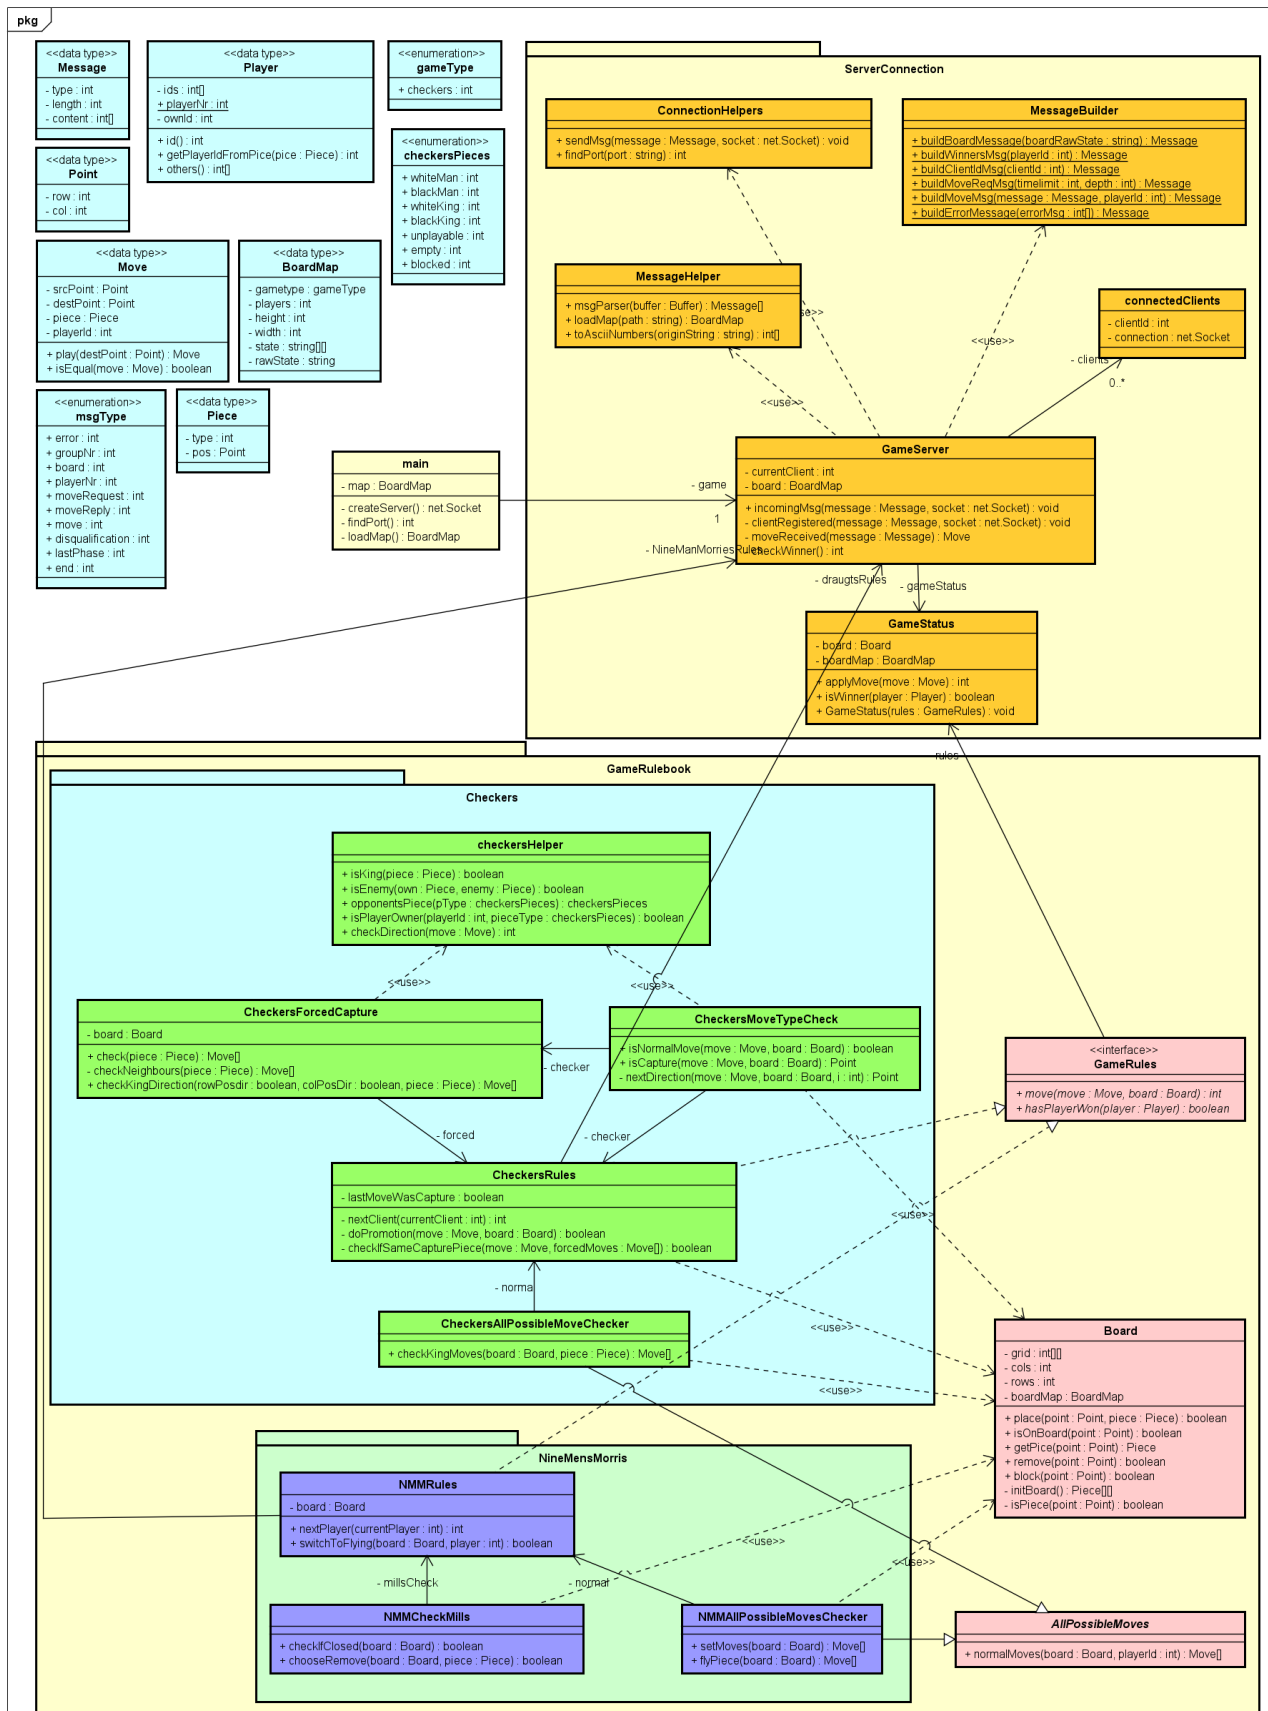 pkg
<<data type>>
Message
- type : int
- length : int
- content : int[]
<<data type>>
Player
- ids : int[]
+ playerNr : int
- ownId : int
+ id() : int
+ getPlayerIdFromPice(pice : Piece) : int
+ others() : int[]
<<enumeration>>
gameType
+ checkers : int
<<data type>>
Point
- row : int
- col : int
<<enumeration>>
checkersPieces
+ whiteMan : int
+ blackMan : int
+ whiteKing : int
+ blackKing : int
+ unplayable : int
+ empty : int
+ blocked : int
<<data type>>
Move
- srcPoint : Point
- destPoint : Point
- piece : Piece
- playerId : int
+ play(destPoint : Point) : Move
+ isEqual(move : Move) : boolean
<<data type>>
BoardMap
- gametype : gameType
- players : int
- height : int
- width : int
- state : string[][]
- rawState : string
<<enumeration>>
msgType
+ error : int
+ groupNr : int
+ board : int
+ playerNr : int
+ moveRequest : int
+ moveReply : int
+ move : int
+ disqualification : int
+ lastPhase : int
+ end : int
<<data type>>
Piece
- type : int
- pos : Point
main
- map : BoardMap
- createServer() : net.Socket
- findPort() : int
- loadMap() : BoardMap
ServerConnection
ConnectionHelpers
+ sendMsg(message : Message, socket : net.Socket) : void
+ findPort(port : string) : int
MessageBuilder
+ buildBoardMessage(boardRawState : string) : Message
+ buildWinnersMsg(playerId : int) : Message
+ buildClientIdMsg(clientId : int) : Message
+ buildMoveReqMsg(timelimit : int, depth : int) : Message
+ buildMoveMsg(message : Message, playerId : int) : Message
+ buildErrorMessage(errorMsg : int[]) : Message
MessageHelper
+ msgParser(buffer : Buffer) : Message[]
+ loadMap(path : string) : BoardMap
+ toAsciiNumbers(originString : string) : int[]
connectedClients
- clientId : int
- connection : net.Socket
<<use>>
- clients
0..*
<<use>>
GameServer
- currentClient : int
- board : BoardMap
+ incomingMsg(message : Message, socket : net.Socket) : void
- clientRegistered(message : Message, socket : net.Socket) : void
- moveReceived(message : Message) : Move
- checkWinner() : int
- game
1
- NineManMorriesRules
- draugtsRules
- gameStatus
GameStatus
- board : Board
- boardMap : BoardMap
+ applyMove(move : Move) : int
+ isWinner(player : Player) : boolean
+ GameStatus(rules : GameRules) : void
- rules
GameRulebook
Checkers
checkersHelper
+ isKing(piece : Piece) : boolean
+ isEnemy(own : Piece, enemy : Piece) : boolean
+ opponentsPiece(pType : checkersPieces) : checkersPieces
+ isPlayerOwner(playerId : int, pieceType : checkersPieces) : boolean
+ checkDirection(move : Move) : int
<<use>>
<<use>>
CheckersForcedCapture
- board : Board
+ check(piece : Piece) : Move[]
- checkNeighbours(piece : Piece) : Move[]
+ checkKingDirection(rowPosdir : boolean, colPosDir : boolean, piece : Piece) : Move[]
CheckersMoveTypeCheck
+ isNormalMove(move : Move, board : Board) : boolean
+ isCapture(move : Move, board : Board) : Point
- nextDirection(move : Move, board : Board, i : int) : Point
- checker
- forced
- checker
<<interface>>
GameRules
+ move(move : Move, board : Board) : int
+ hasPlayerWon(player : Player) : boolean
CheckersRules
- lastMoveWasCapture : boolean
- nextClient(currentClient : int) : int
- doPromotion(move : Move, board : Board) : boolean
- checkIfSameCapturePiece(move : Move, forcedMoves : Move[]) : boolean
<<use>>
- normal
<<use>>
CheckersAllPossibleMoveChecker
+ checkKingMoves(board : Board, piece : Piece) : Move[]
<<use>>
Board
- grid : int[][]
- cols : int
- rows : int
- boardMap : BoardMap
+ place(point : Point, piece : Piece) : boolean
+ isOnBoard(point : Point) : boolean
+ getPice(point : Point) : Piece
+ remove(point : Point) : boolean
+ block(point : Point) : boolean
- initBoard() : Piece[][]
- isPiece(point : Point) : boolean
NineMensMorris
NMMRules
- board : Board
+ nextPlayer(currentPlayer : int) : int
+ switchToFlying(board : Board, player : int) : boolean
<<use>>
<<use>>
- millsCheck
- normal
NMMCheckMills
+ checkIfClosed(board : Board) : boolean
+ chooseRemove(board : Board, piece : Piece) : boolean
NMMAllPossibleMovesChecker
+ setMoves(board : Board) : Move[]
+ flyPiece(board : Board) : Move[]
AllPossibleMoves
+ normalMoves(board : Board, playerId : int) : Move[]